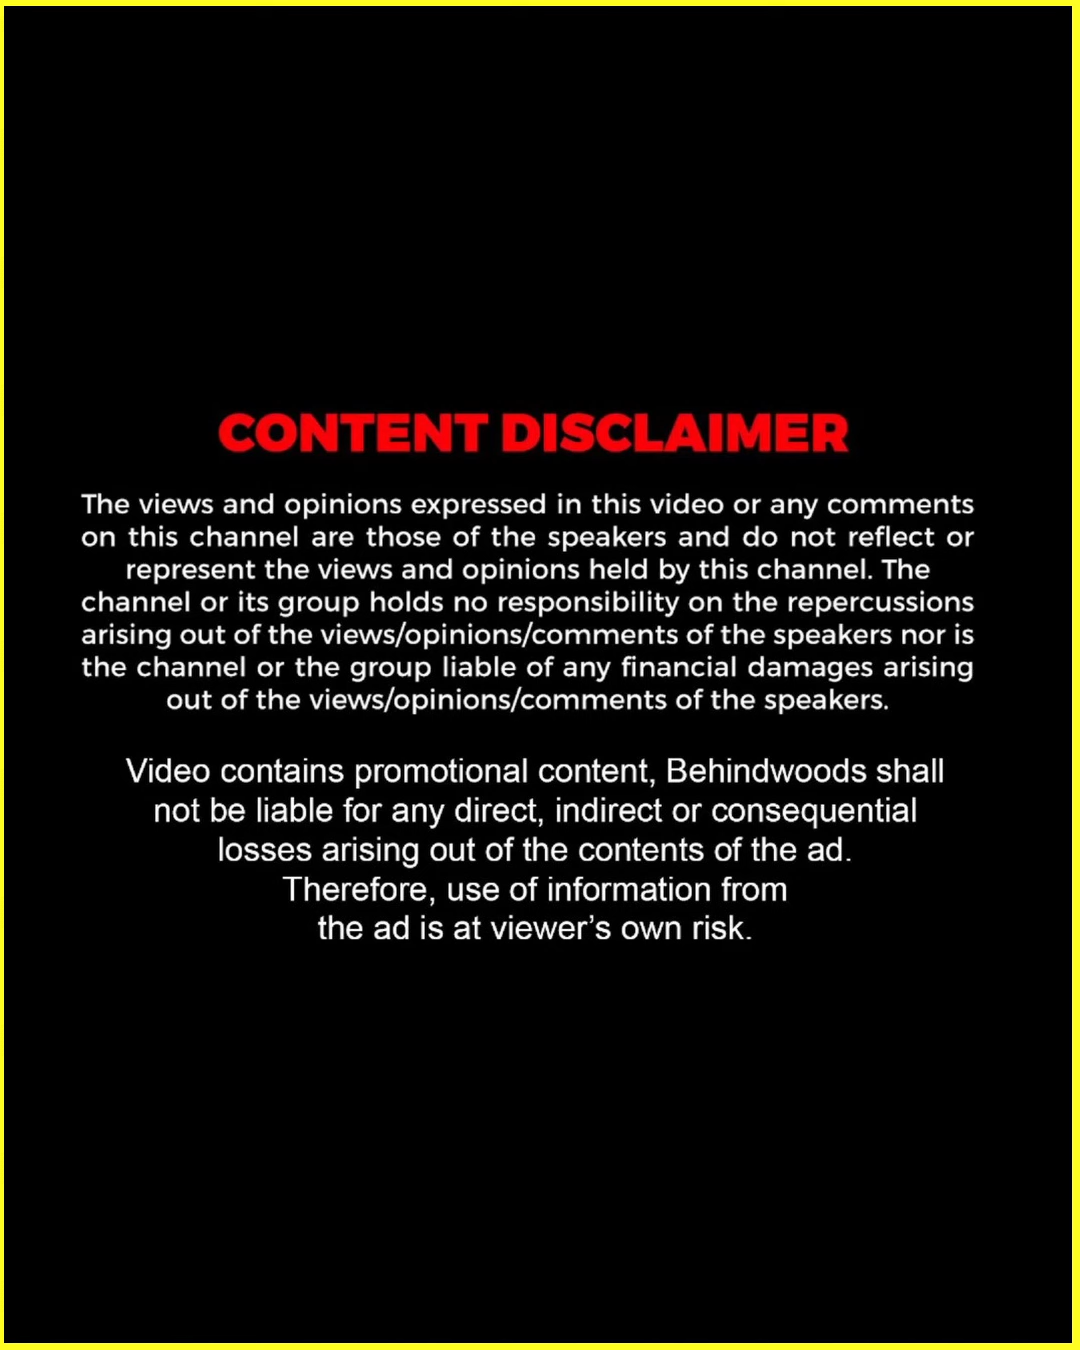 CONTENT DISCLAIMER
The views and opinions expressed in this video or any comments
on this channel are those of the speakers and do not reflect or
represent the views and opinions held by this channel. The
channel or its group holds no responsibility on the repercussions
arising out of the views/opinions/comments of the speakers nor is
the channel or the group liable of any financial damages arising
out of the views/opinions/comments of the speakers.
Video contains promotional content, Behindwoods shall
not be liable for any direct, indirect or consequential
losses arising out of the contents of the ad.
Therefore, use of information from
the ad is at viewer’s own risk.